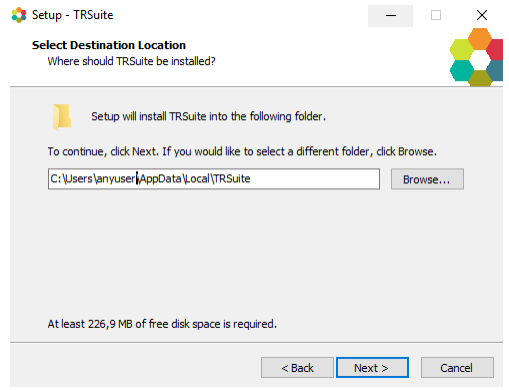 Setup - TRSuite
Select Destination Location
Where should TRSuite be installed?
Setup will install TRSuite into the following folder.
To continue, click Next. If you would like to select a different folder, click Browse.
C:\Users\anyuser\AppData\Local\TRSuite
Browse...
At least 226,9 MB of free disk space is required.
< Back
Next >
Cancel